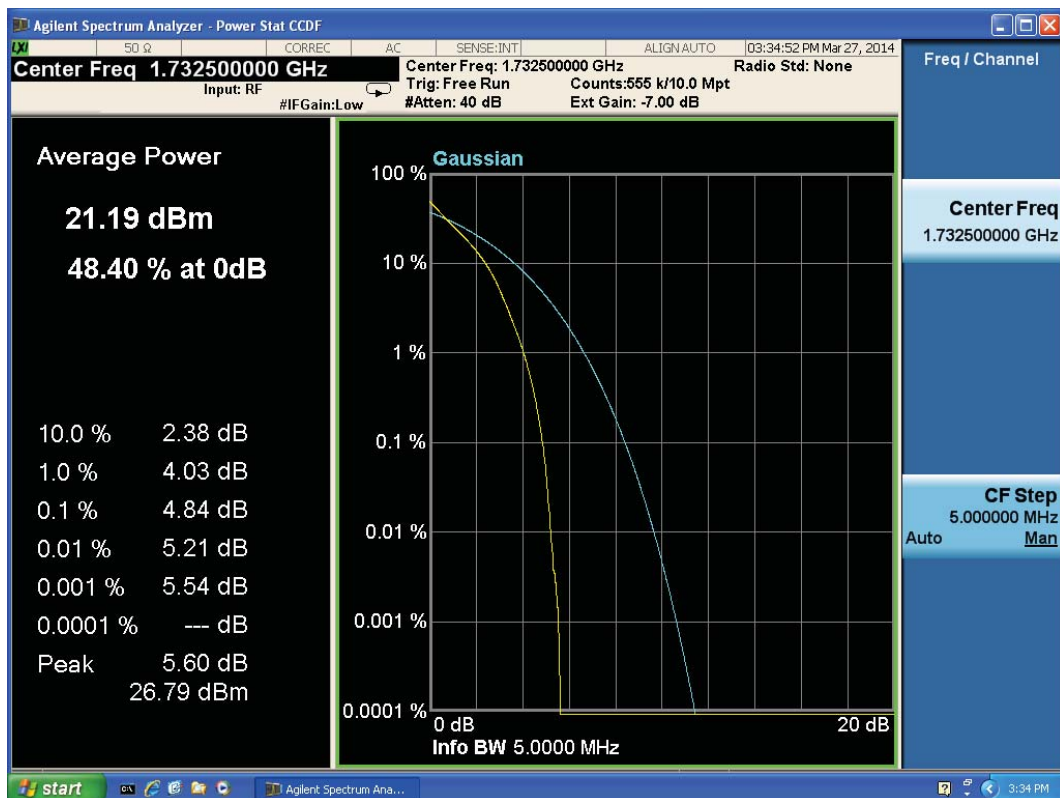 Agilent Spectrum Analyzer - Power Stat CCDF
LXI 50 Ω CORREC AC SENSE:INT ALIGN AUTO 03:34:52 PM Mar 27, 2014
Center Freq 1.732500000 GHz
Input: RF
#IFGain:Low
Center Freq: 1.732500000 GHz
Radio Std: None
Trig: Free Run
Counts:555 k/10.0 Mpt
#Atten: 40 dB
Ext Gain: -7.00 dB
Average Power
21.19 dBm
48.40 % at 0dB
10.0 % 2.38 dB
1.0 % 4.03 dB
0.1 % 4.84 dB
0.01 % 5.21 dB
0.001 % 5.54 dB
0.0001 % --- dB
Peak 5.60 dB
26.79 dBm
Gaussian
100 %
10 %
1 %
0.1 %
0.01 %
0.001 %
0.0001 %
0 dB
20 dB
Info BW 5.0000 MHz
Freq / Channel
Center Freq
1.732500000 GHz
CF Step
5.000000 MHz
Auto Man
start
Agilent Spectrum Ana...
3:34 PM